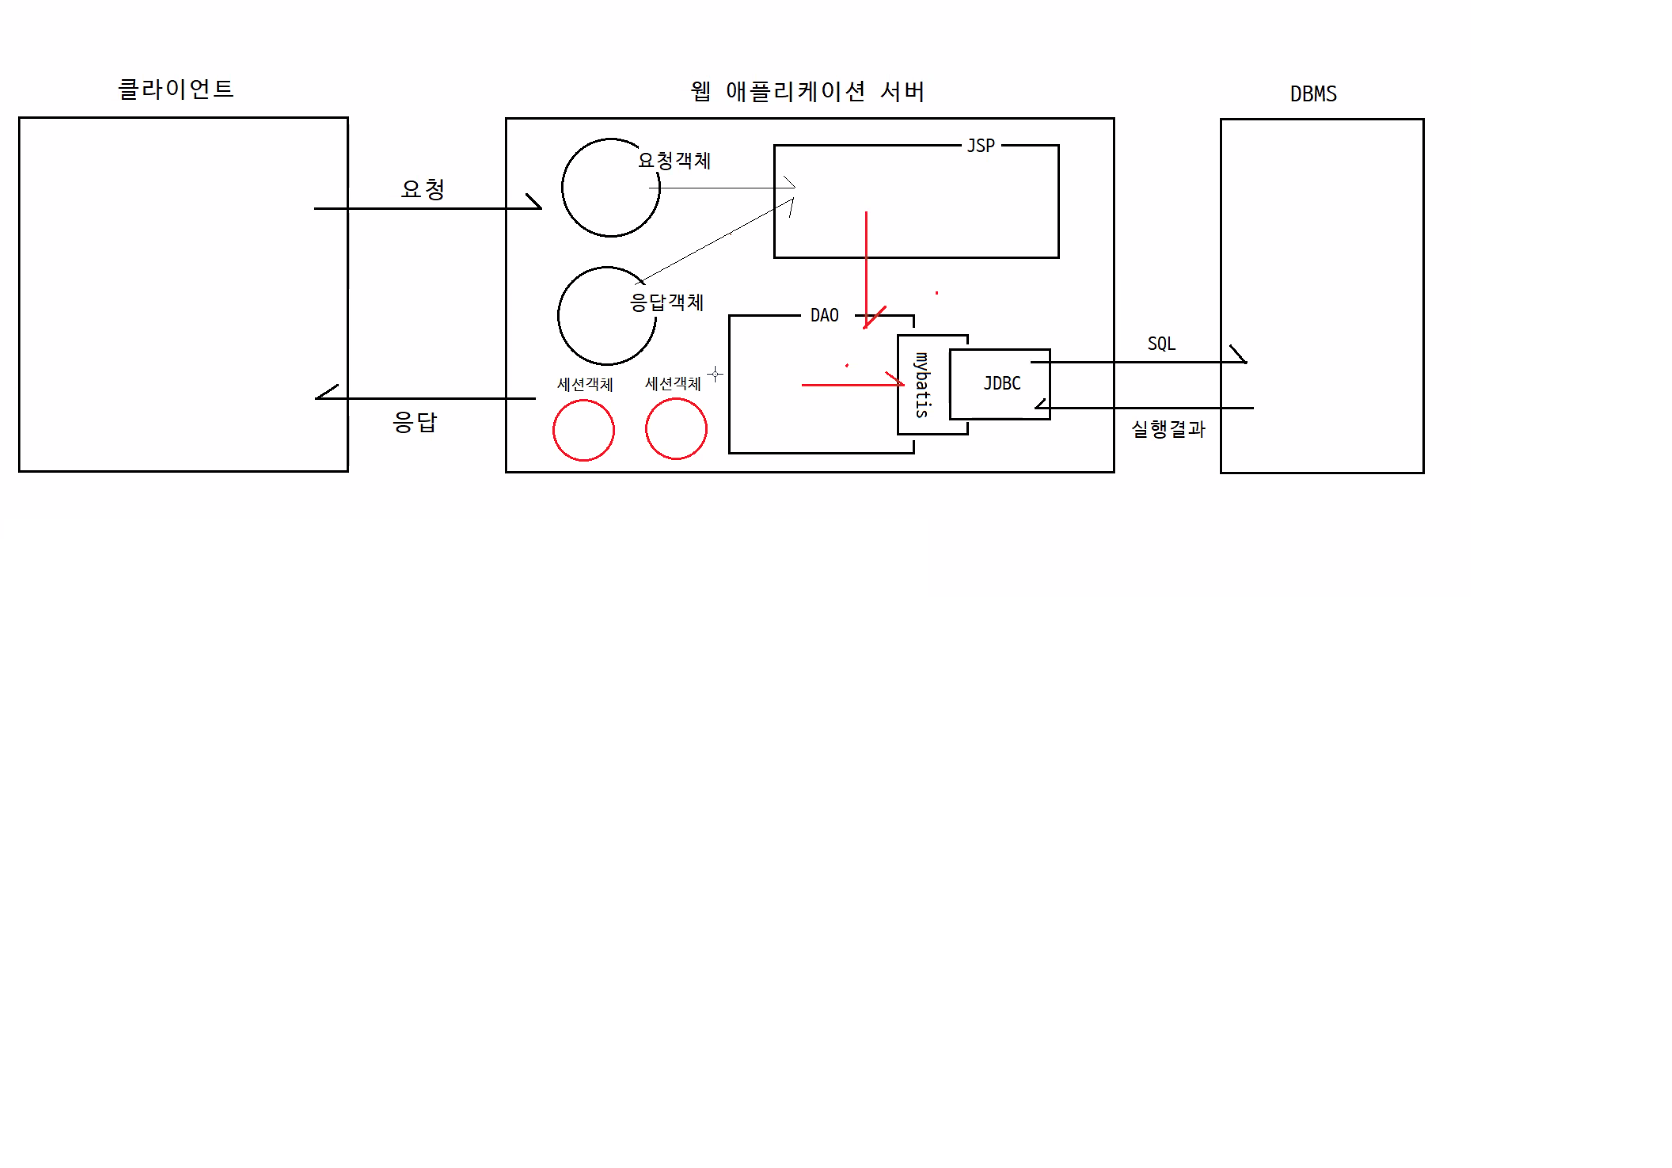 클라이언트
웹 애플리케이션 서버
DBMS
요청
요청객체
JSP
응답객체
DAO
세션객체
세션객체
mybatis
JDBC
SQL
실행결과
응답